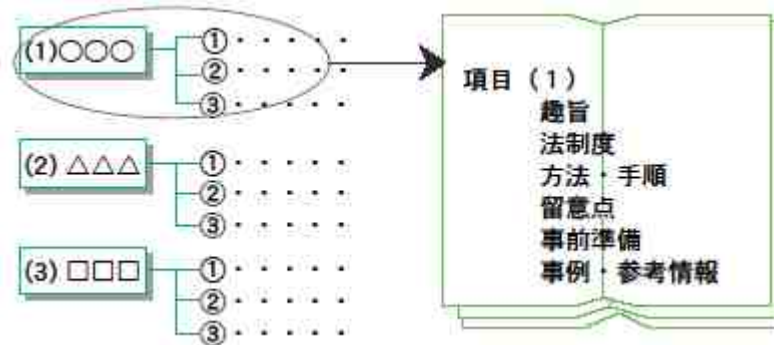 (1)○○○
① ・ ・ ・ ・ ・
② ・ ・ ・ ・ ・
③ ・ ・ ・ ・ ・
(2) △△△
① ・ ・ ・ ・ ・
② ・ ・ ・ ・ ・
③ ・ ・ ・ ・ ・
(3) □□□
① ・ ・ ・ ・ ・
② ・ ・ ・ ・ ・
③ ・ ・ ・ ・ ・
項目（1）
趣旨
法制度
方法・手順
留意点
事前準備
事例・参考情報